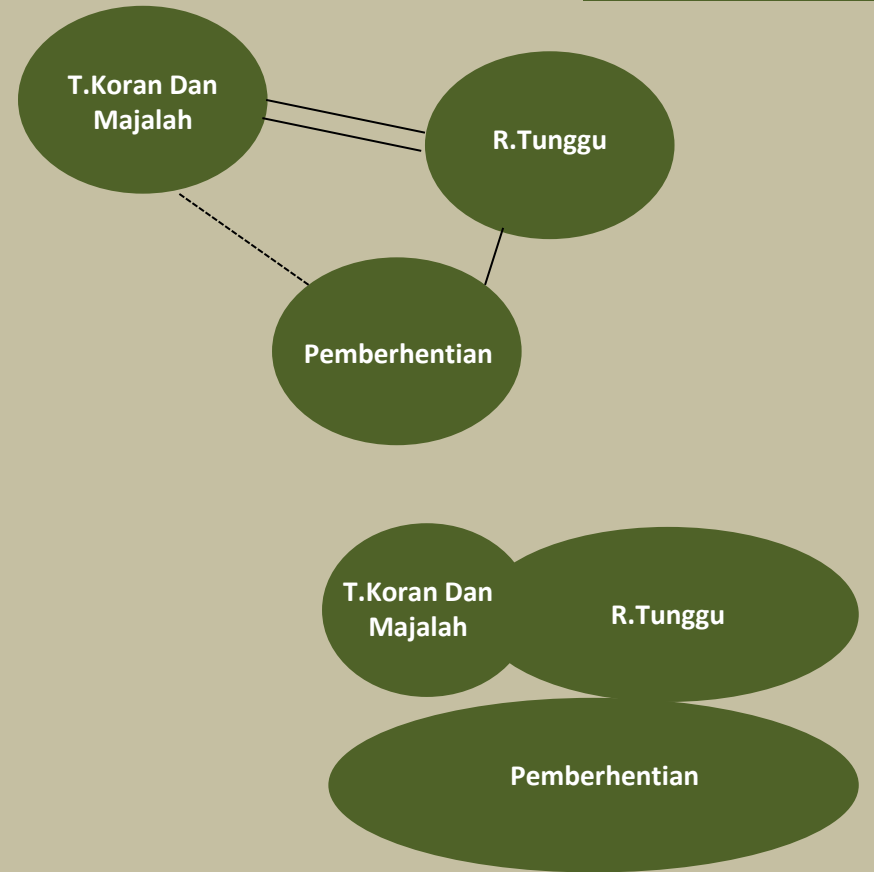 T.Koran Dan
Majalah
R.Tunggu
Pemberhentian
T.Koran Dan
Majalah
R.Tunggu
Pemberhentian